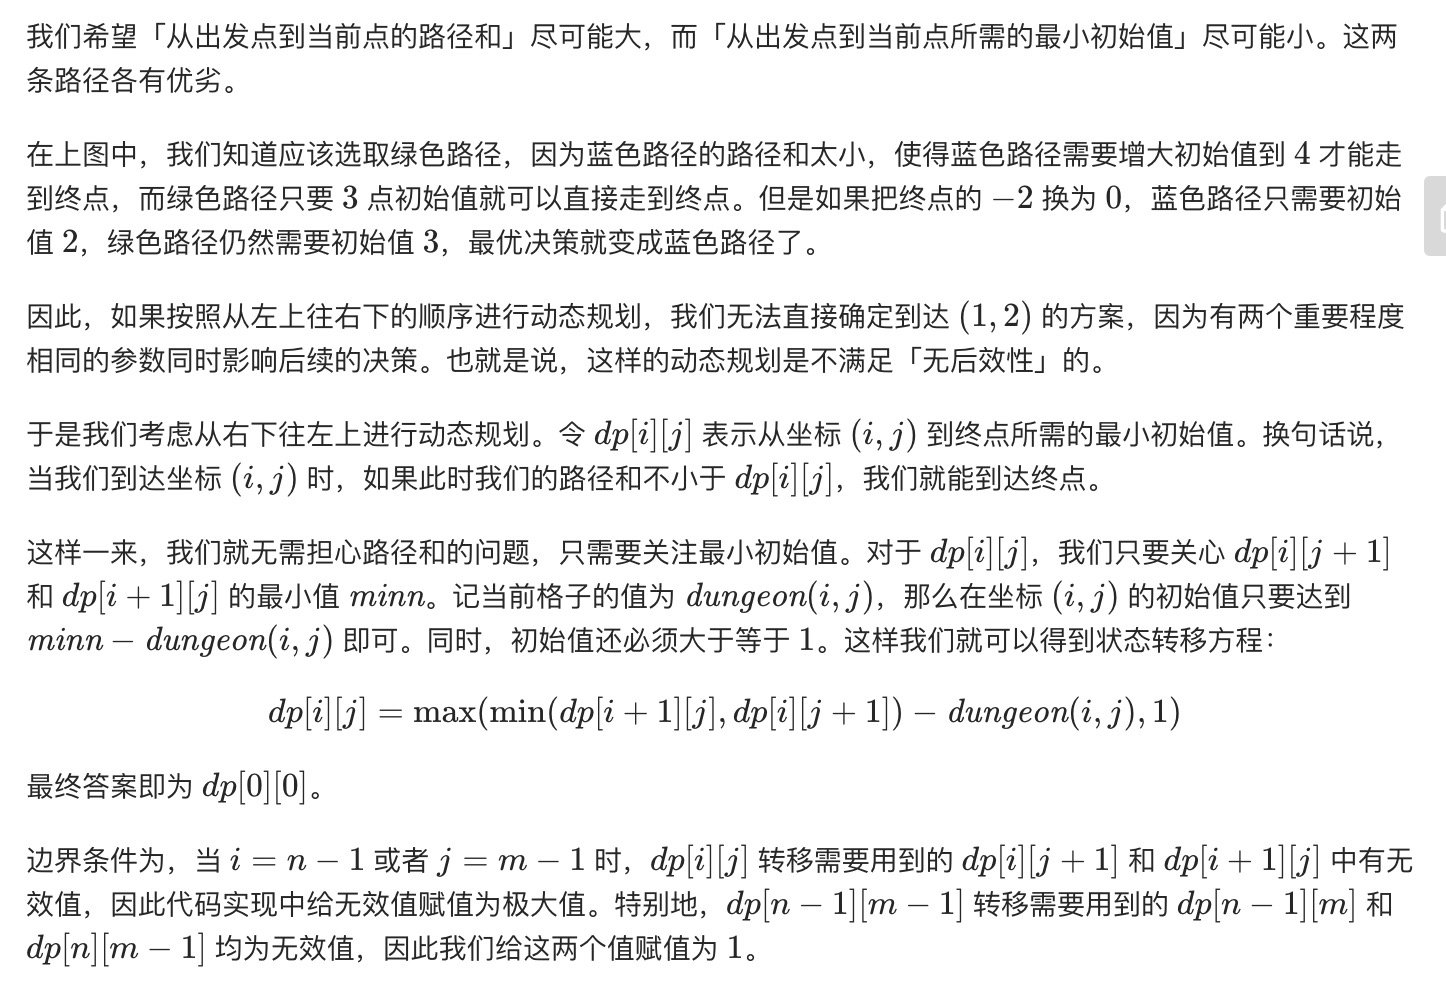 我们希望「从出发点到当前点的路径和」尽可能大，而「从出发点到当前点所需的最小初始值」尽可能小。这两
条路径各有优劣。
在上图中，我们知道应该选取绿色路径，因为蓝色路径的路径和太小，使得蓝色路径需要增大初始值到 4 才能走
到终点，而绿色路径只要 3 点初始值就可以直接走到终点。但是如果把终点的 −2 换为 0，蓝色路径只需要初始
值 2，绿色路径仍然需要初始值 3，最优决策就变成蓝色路径了。
因此，如果按照从左上往右下的顺序进行动态规划，我们无法直接确定到达 (1, 2) 的方案，因为有两个重要程度
相同的参数同时影响后续的决策。也就是说，这样的动态规划是不满足「无后效性」的。
于是我们考虑从右下往左上进行动态规划。令 dp[i][j] 表示从坐标 (i, j) 到终点所需的最小初始值。换句话说，
当我们到达坐标 (i, j) 时，如果此时我们的路径和不小于 dp[i][j]，我们就能到达终点。
这样一来，我们就无需担心路径和的问题，只需要关注最小初始值。对于 dp[i][j]，我们只要关心 dp[i][j + 1]
和 dp[i + 1][j] 的最小值 minn。记当前格子的值为 dungeon(i, j)，那么在坐标 (i, j) 的初始值只要达到
minn − dungeon(i, j) 即可。同时，初始值还必须大于等于 1。这样我们就可以得到状态转移方程：
dp[i][j] = max(min(dp[i + 1][j], dp[i][j + 1]) − dungeon(i, j), 1)
最终答案即为 dp[0][0]。
边界条件为，当 i = n − 1 或者 j = m − 1 时，dp[i][j] 转移需要用到的 dp[i][j + 1] 和 dp[i + 1][j] 中有无
效值，因此代码实现中给无效值赋值为极大值。特别地，dp[n − 1][m − 1] 转移需要用到的 dp[n − 1][m] 和
dp[n][m − 1] 均为无效值，因此我们给这两个值赋值为 1。